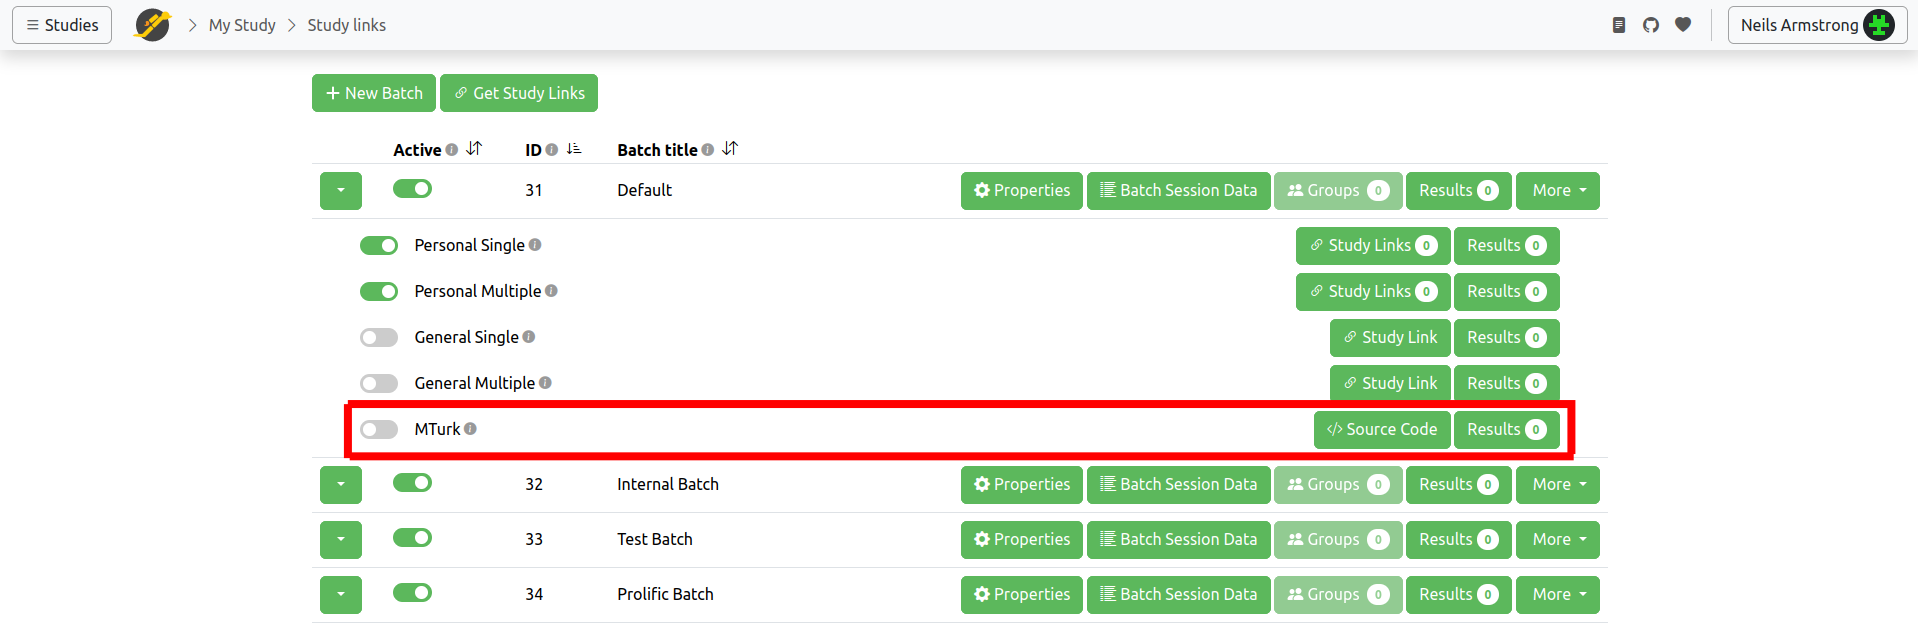 Studies My Study Study links Neils Armstrong
New Batch Get Study Links
Active ID Batch title
31 Default Properties Batch Session Data Groups 0 Results 0 More
Personal Single Study Links 0 Results 0
Personal Multiple Study Links 0 Results 0
General Single Study Link Results 0
General Multiple Study Link Results 0
MTurk </> Source Code Results 0
32 Internal Batch Properties Batch Session Data Groups 0 Results 0 More
33 Test Batch Properties Batch Session Data Groups 0 Results 0 More
34 Prolific Batch Properties Batch Session Data Groups 0 Results 0 More